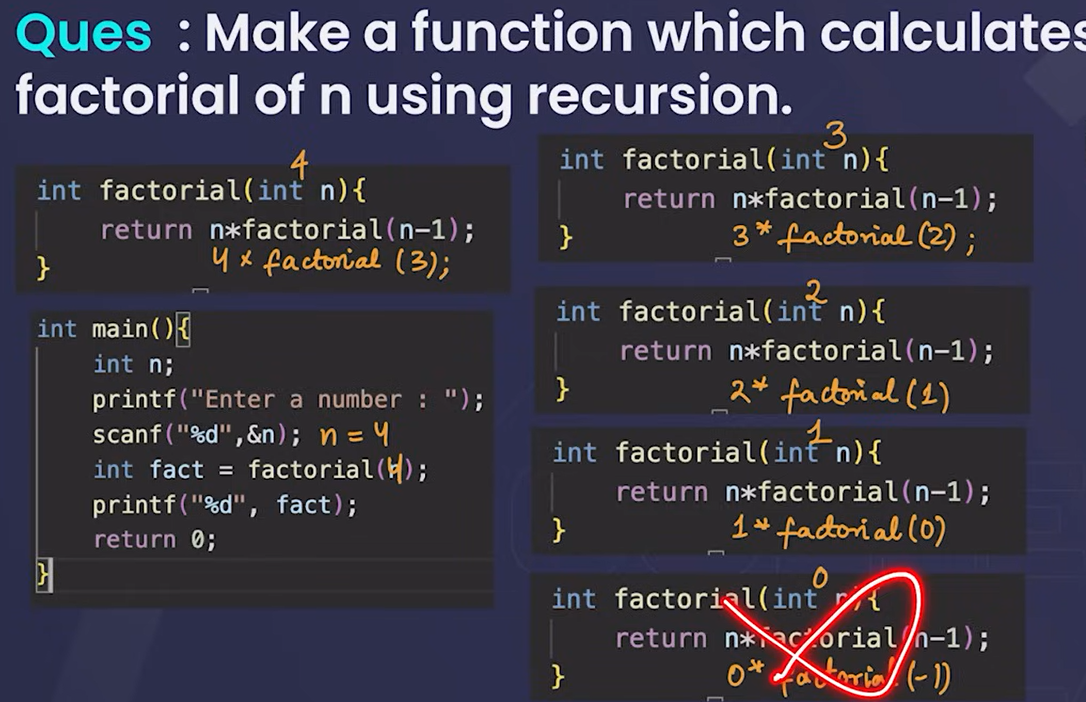 Ques : Make a function which calculates
factorial of n using recursion.
4
int factorial(int n){
return n*factorial(n-1);
4 * factorial (3);
}
int main(){
int n;
printf("Enter a number : ");
scanf("%d",&n); n = 4
int fact = factorial(4);
printf("%d", fact);
return 0;
}
3
int factorial(int n){
return n*factorial(n-1);
} 3 * factorial (2) ;
2
int factorial(int n){
return n*factorial(n-1);
} 2* factorial (1)
1
int factorial(int n){
return n*factorial(n-1);
} 1* factorial (0)
0
int factorial(int n){
return n*factorial(n-1);
} 0* factorial (-1)